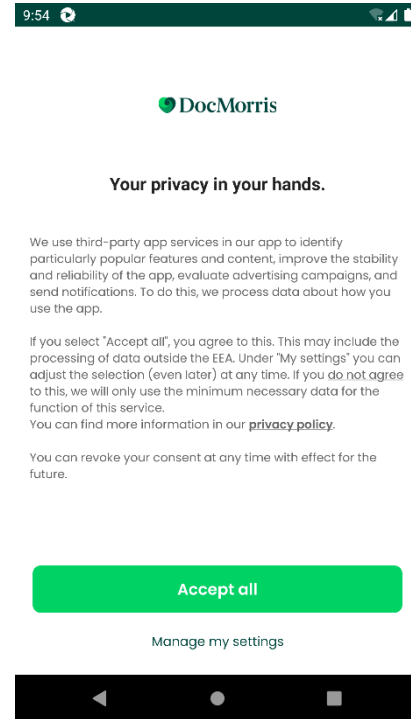 9:54
DocMorris
Your privacy in your hands.
We use third-party app services in our app to identify
particularly popular features and content, improve the stability
and reliability of the app, evaluate advertising campaigns, and
send notifications. To do this, we process data about how you
use the app.
If you select "Accept all", you agree to this. This may include the
processing of data outside the EEA. Under "My settings" you can
adjust the selection (even later) at any time. If you do not agree
to this, we will only use the minimum necessary data for the
function of this service.
You can find more information in our privacy policy.
You can revoke your consent at any time with effect for the
future.
Accept all
Manage my settings